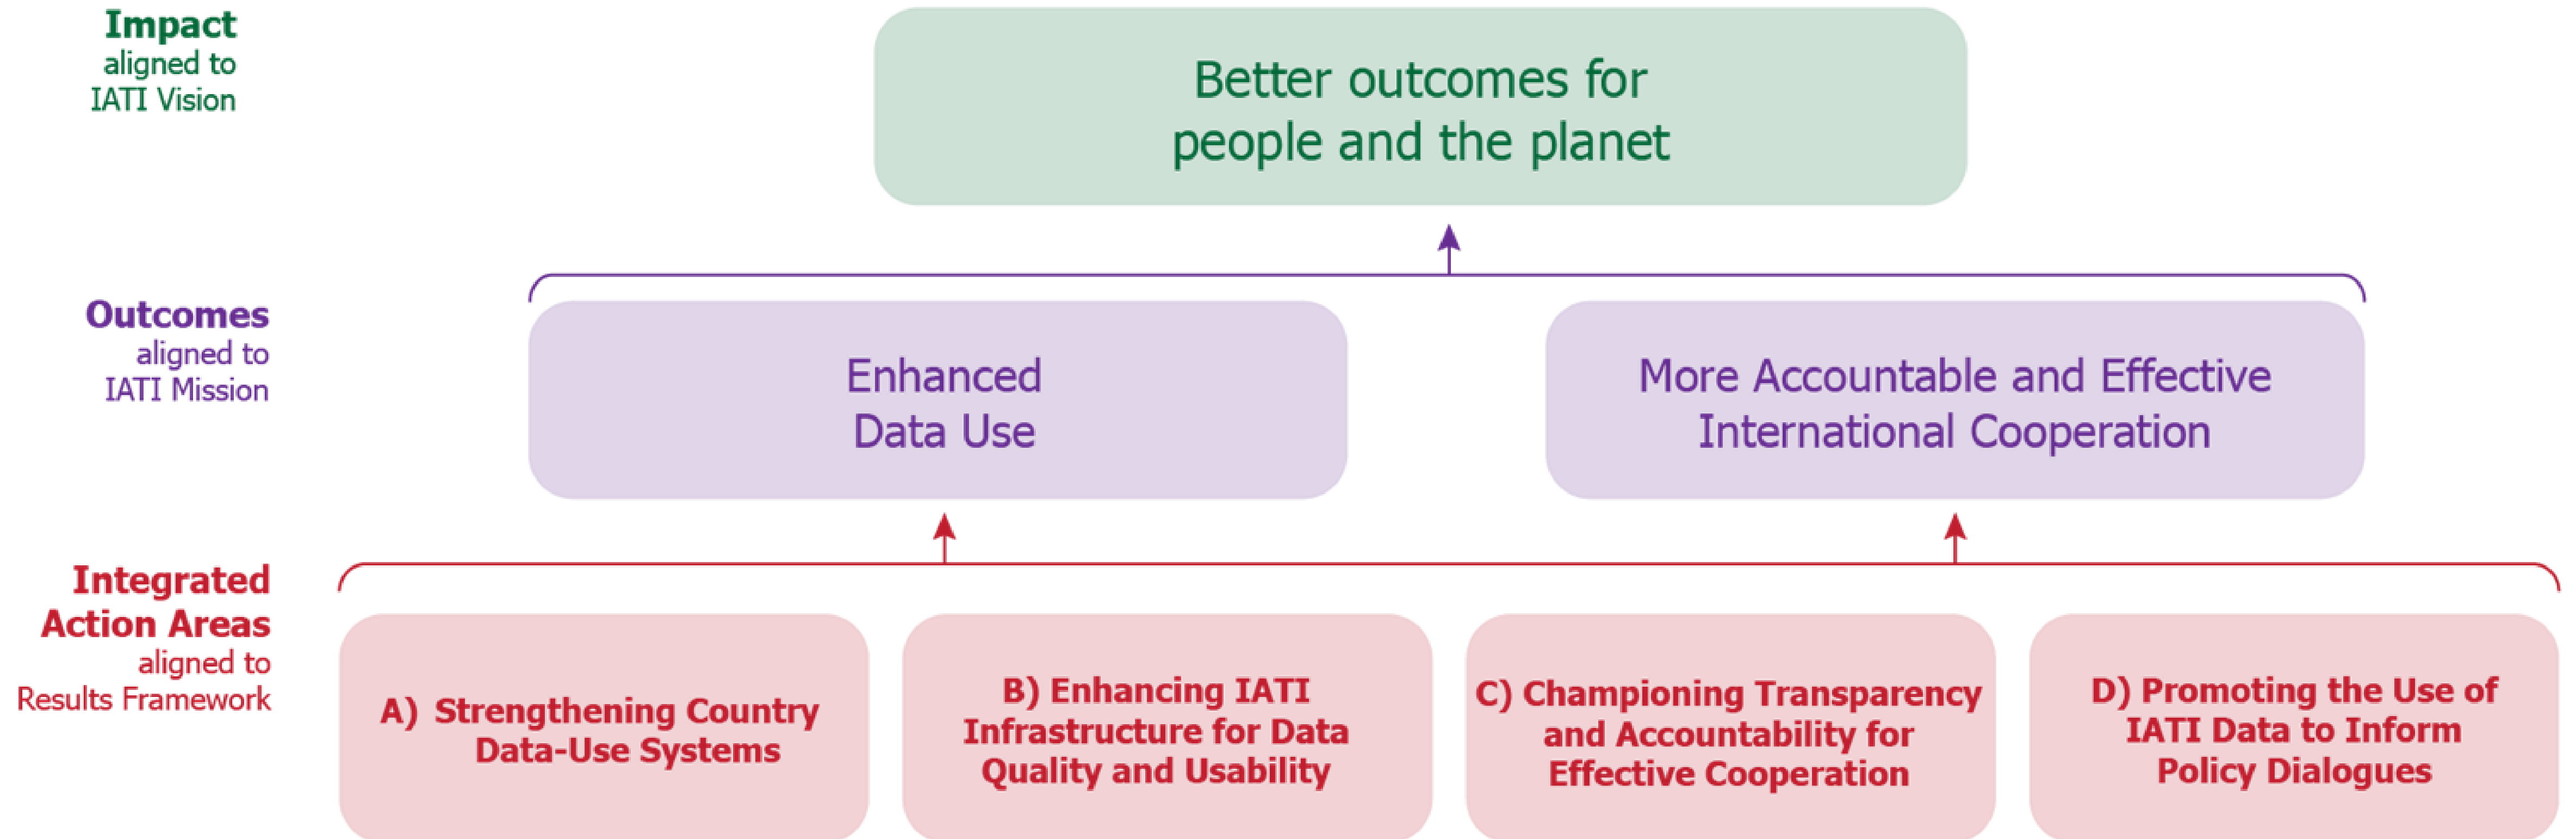 Impact
aligned to
IATI Vision
Better outcomes for
people and the planet
Outcomes
aligned to
IATI Mission
Enhanced
Data Use
More Accountable and Effective
International Cooperation
Integrated
Action Areas
aligned to
Results Framework
A) Strengthening Country
Data-Use Systems
B) Enhancing IATI
Infrastructure for Data
Quality and Usability
C) Championing Transparency
and Accountability for
Effective Cooperation
D) Promoting the Use of
IATI Data to Inform
Policy Dialogues